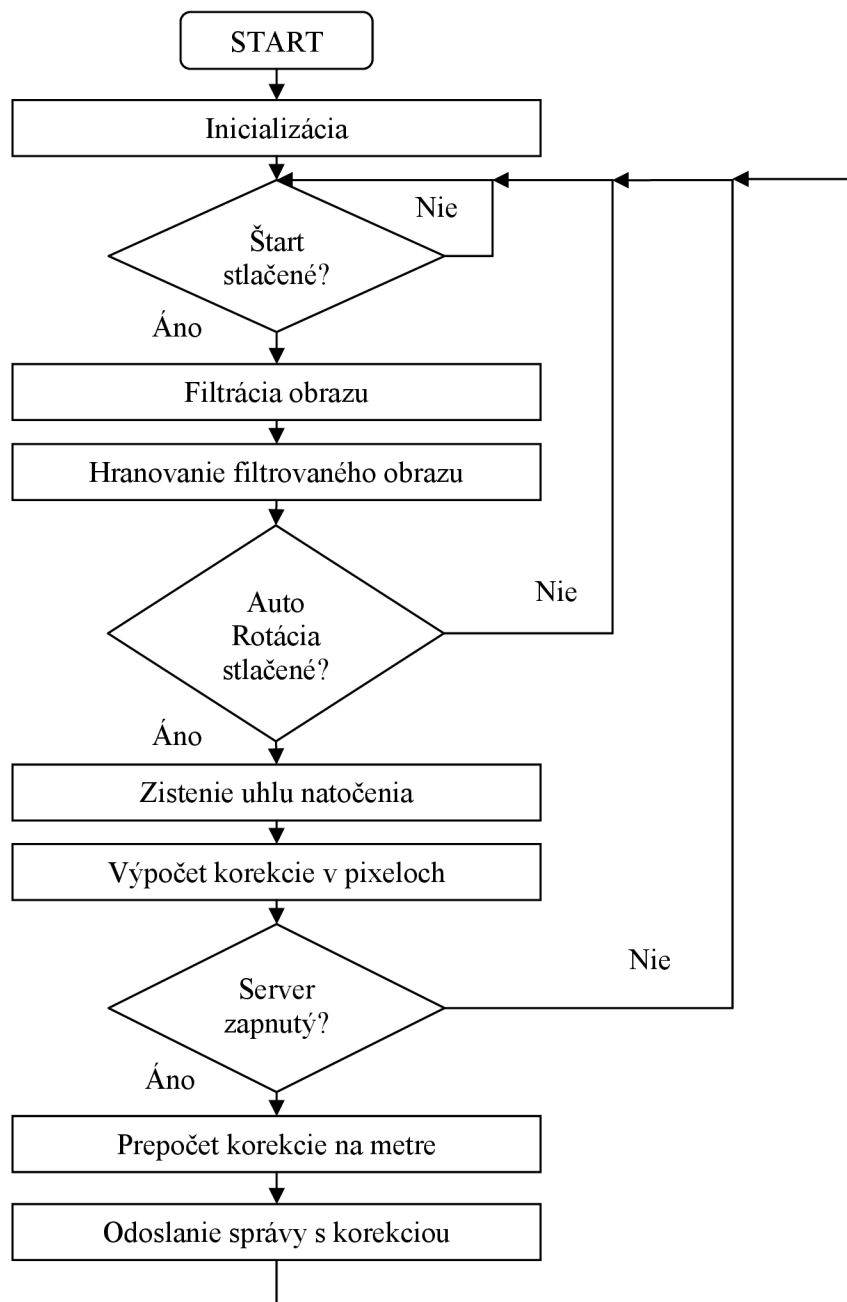 START
Inicializácia
Nie
Štart
stlačené?
Áno
Filtrácia obrazu
Hranovanie filtrovaného obrazu
Nie
Auto
Rotácia
stlačené?
Áno
Zistenie uhlu natočenia
Výpočet korekcie v pixeloch
Nie
Server
zapnutý?
Áno
Prepočet korekcie na metre
Odoslanie správy s korekciou